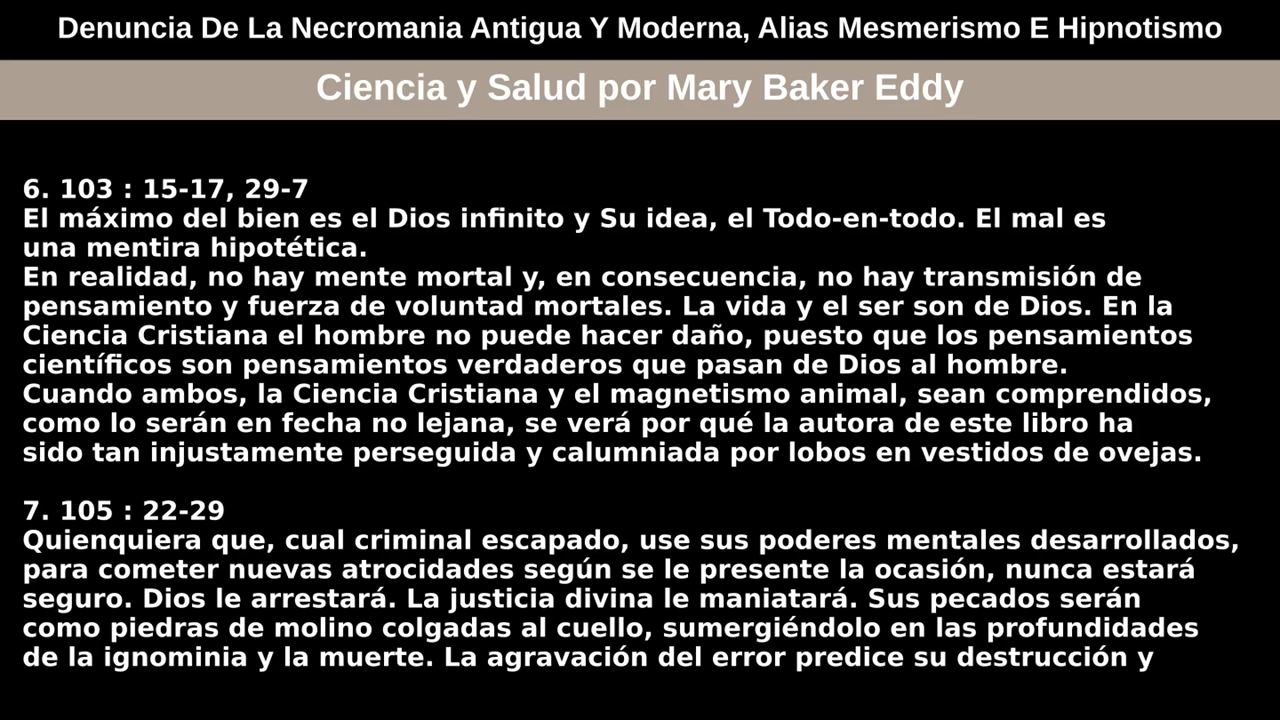 Denuncia De La Necromania Antigua Y Moderna, Alias Mesmerismo E Hipnotismo
Ciencia y Salud por Mary Baker Eddy
6. 103 : 15-17, 29-7
El máximo del bien es el Dios infinito y Su idea, el Todo-en-todo. El mal es
una mentira hipotética.
En realidad, no hay mente mortal y, en consecuencia, no hay transmisión de
pensamiento y fuerza de voluntad mortales. La vida y el ser son de Dios. En la
Ciencia Cristiana el hombre no puede hacer daño, puesto que los pensamientos
científicos son pensamientos verdaderos que pasan de Dios al hombre.
Cuando ambos, la Ciencia Cristiana y el magnetismo animal, sean comprendidos,
como lo serán en fecha no lejana, se verá por qué la autora de este libro ha
sido tan injustamente perseguida y calumniada por lobos en vestidos de ovejas.
7. 105 : 22-29
Quienquiera que, cual criminal escapado, use sus poderes mentales desarrollados,
para cometer nuevas atrocidades según se le presente la ocasión, nunca estará
seguro. Dios le arrestará. La justicia divina le maniatará. Sus pecados serán
como piedras de molino colgadas al cuello, sumergiéndolo en las profundidades
de la ignominia y la muerte. La agravación del error predice su destrucción y